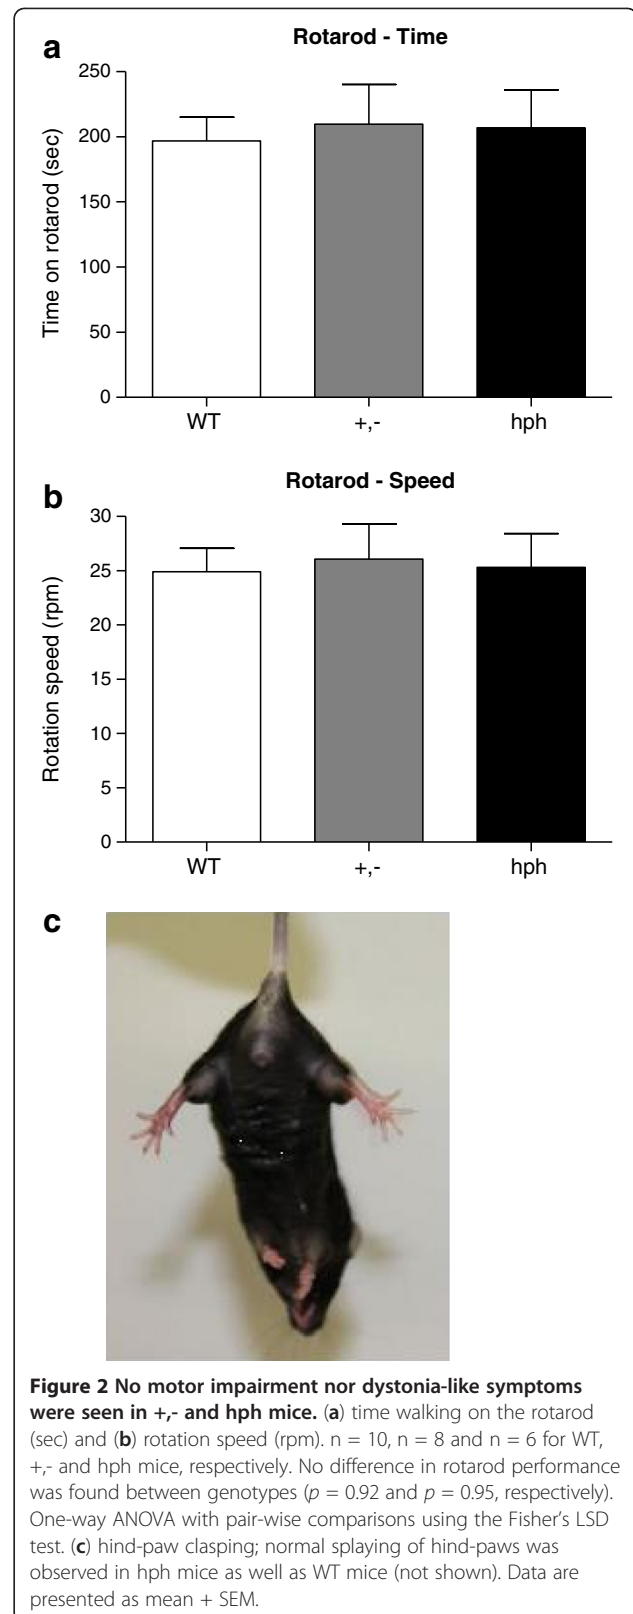 a
Rotarod - Time
250
200
150
100
50
0
Time on rotarod (sec)
WT +,- hph
b
Rotarod - Speed
30
25
20
15
10
5
0
Rotation speed (rpm)
WT +,- hph
c
Figure 2 No motor impairment nor dystonia-like symptoms
were seen in +,- and hph mice. (a) time walking on the rotarod
(sec) and (b) rotation speed (rpm). n = 10, n = 8 and n = 6 for WT,
+,- and hph mice, respectively. No difference in rotarod performance
was found between genotypes (p = 0.92 and p = 0.95, respectively).
One-way ANOVA with pair-wise comparisons using the Fisher's LSD
test. (c) hind-paw clasping; normal splaying of hind-paws was
observed in hph mice as well as WT mice (not shown). Data are
presented as mean + SEM.